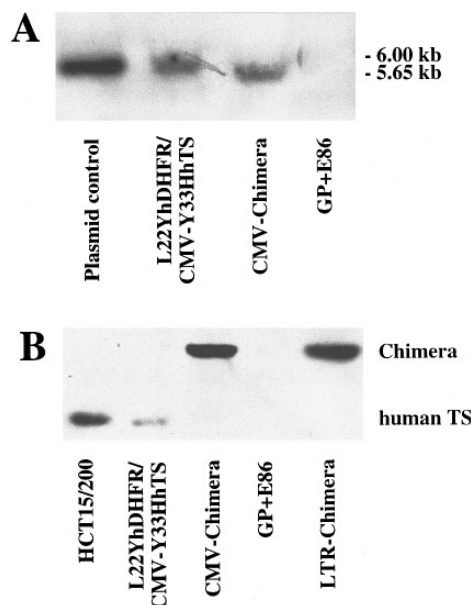 A
- 6.00 kb
- 5.65 kb
Plasmid control
L22YhDHFR/
CMV-Y33HhTS
CMV-Chimera
GP+E86
B
Chimera
human TS
HCT15/200
L22YhDHFR/
CMV-Y33HhTS
CMV-Chimera
GP+E86
LTR-Chimera